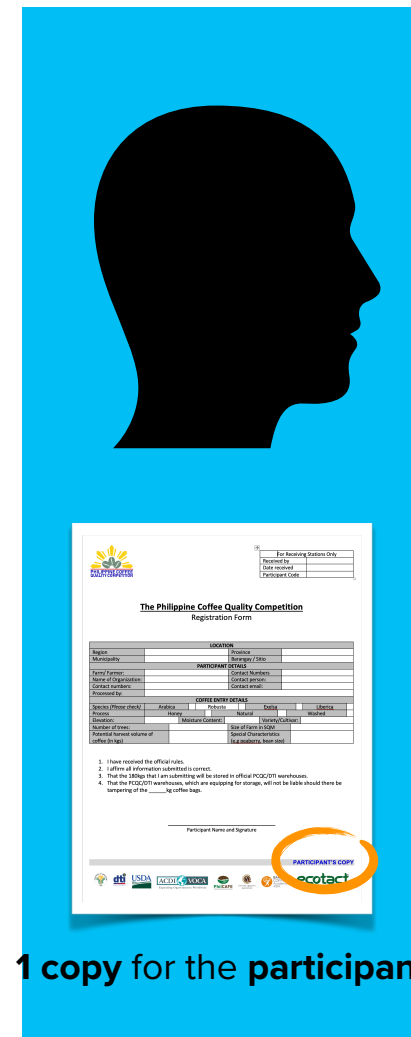 For Receiving Stations Only
Received by
Date received
Participant Code
PHILIPPINE COFFEE
QUALITY COMPETITION
The Philippine Coffee Quality Competition
Registration Form
LOCATION
Region Province
Municipality Barangay / Sitio
PARTICIPANT DETAILS
Farm/ Farmer: Contact Numbers
Name of Organization: Contact person:
Contact numbers: Contact email:
Processed by:
COFFEE ENTRY DETAILS
Species (Please check) Arabica Robusta Exelsa Liberica
Process Honey Natural Washed
Elevation: Moisture Content: Variety/Cultivar:
Number of trees: Size of Farm in SQM
Potential harvest volume of Special Characteristics
coffee (in kgs) (e.g peaberry, bean size)
1. I have received the official rules.
2. I affirm all information submitted is correct.
3. That the 180kgs that I am submitting will be stored in official PCQC/DTI warehouses.
4. That the PCQC/DTI warehouses, which are equipping for storage, will not be liable should there be
tampering of the ______kg coffee bags.
Participant Name and Signature
PARTICIPANT'S COPY
dti USDA ACDI VOCA PHILCAFE ecotact
Expanding Opportunities Worldwide
1 copy for the participan